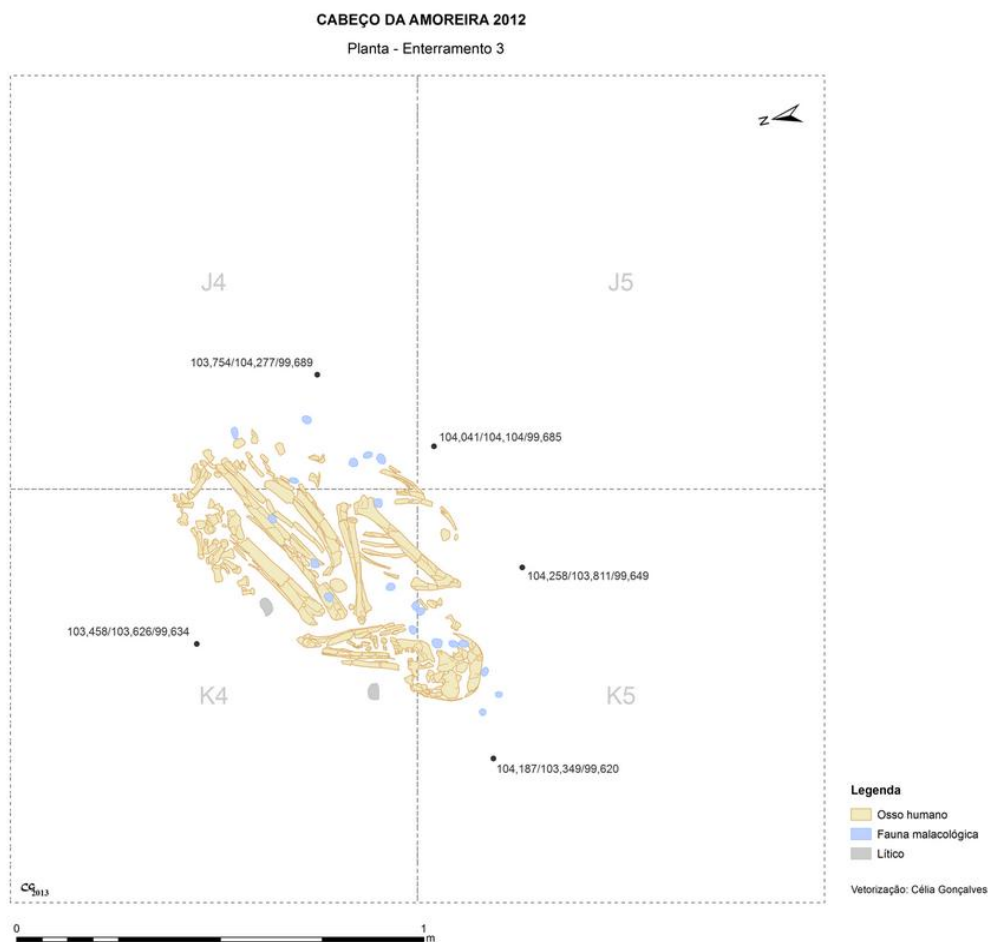 CABEÇO DA AMOREIRA 2012
Planta - Enterramento 3
N
J4
J5
103,754/104,277/99,689
104,041/104,104/99,685
104,258/103,811/99,649
103,458/103,626/99,634
K4
K5
104,187/103,349/99,620
Legenda
Osso humano
Fauna malacológica
Lítico
Vetorização: Célia Gonçalves
CG
2013
0
1
m